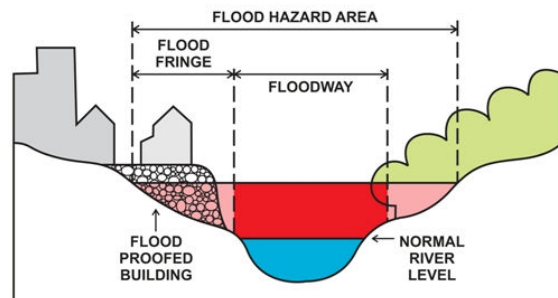 FLOOD HAZARD AREA
FLOOD
FRINGE
FLOODWAY
FLOOD
PROOFED
BUILDING
NORMAL
RIVER
LEVEL